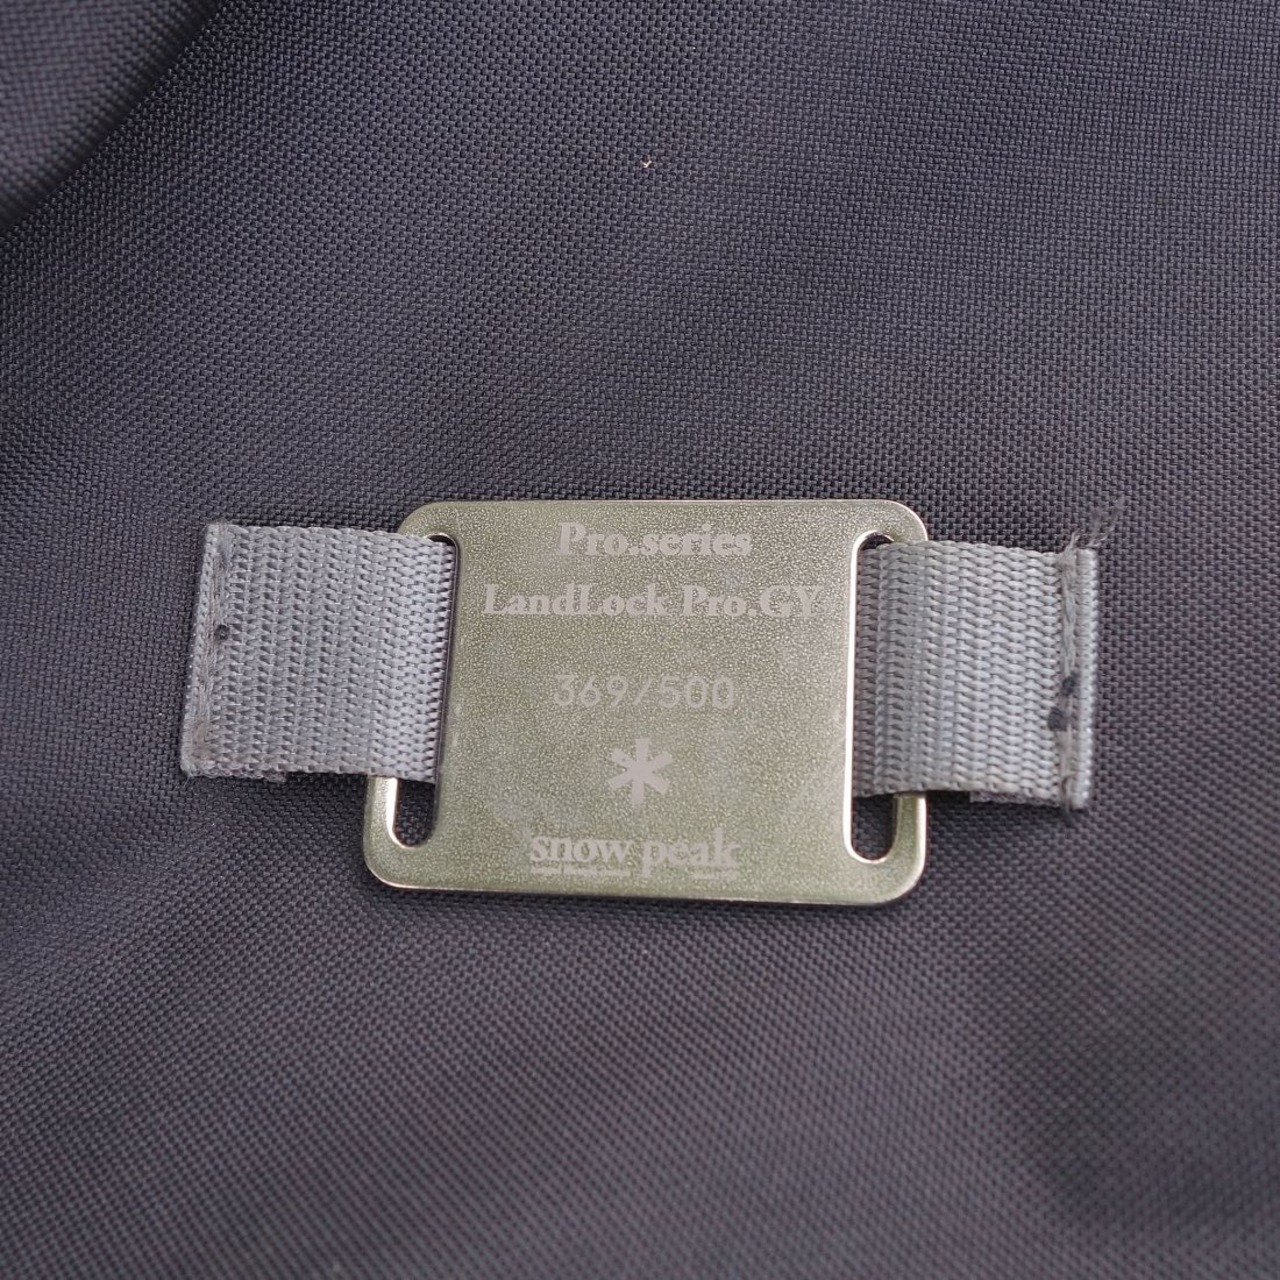 Pro.series
LandLock Pro.GY
369/500
snow peak